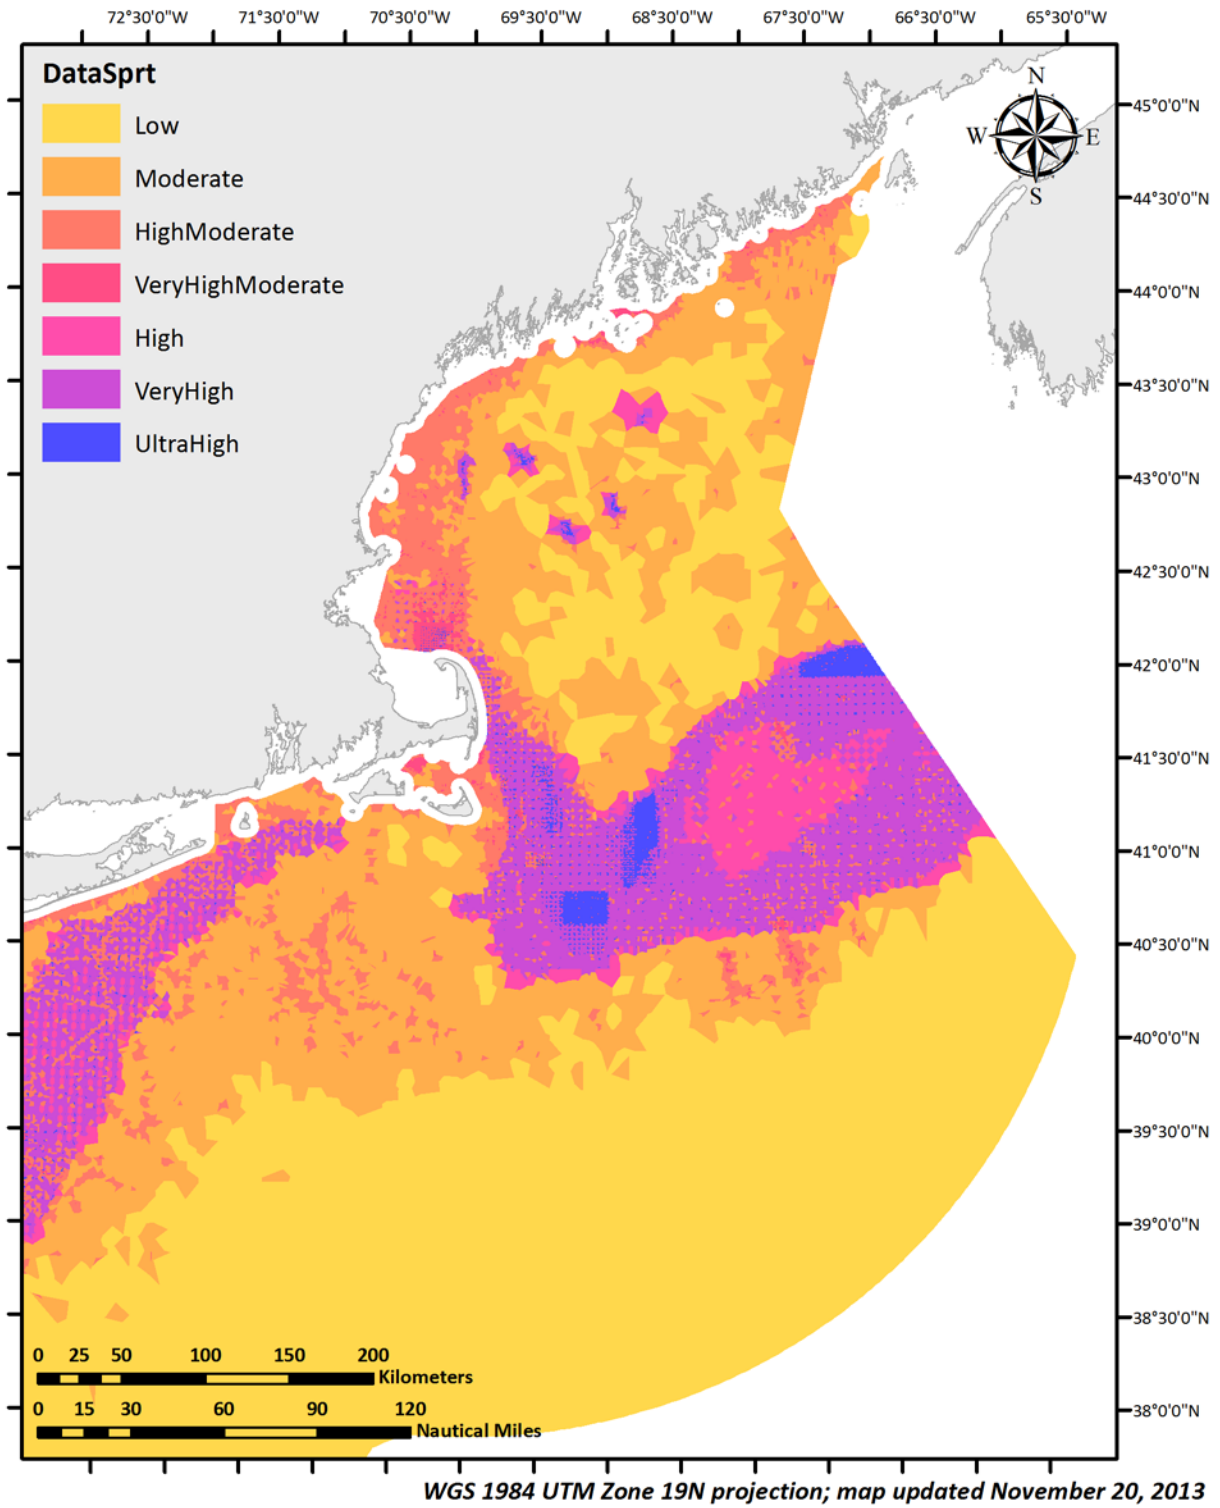 72°30'0"W 71°30'0"W 70°30'0"W 69°30'0"W 68°30'0"W 67°30'0"W 66°30'0"W 65°30'0"W
DataSprt
Low
Moderate
HighModerate
VeryHighModerate
High
VeryHigh
UltraHigh
N
W E
S
45°0'0"N
44°30'0"N
44°0'0"N
43°30'0"N
43°0'0"N
42°30'0"N
42°0'0"N
41°30'0"N
41°0'0"N
40°30'0"N
40°0'0"N
39°30'0"N
39°0'0"N
38°30'0"N
38°0'0"N
0 25 50 100 150 200
Kilometers
0 15 30 60 90 120
Nautical Miles
WGS 1984 UTM Zone 19N projection; map updated November 20, 2013